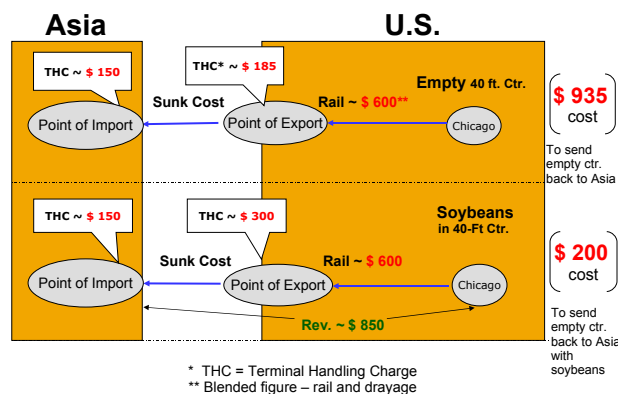 Asia
U.S.
THC ~ $ 150
THC* ~ $ 185
Empty 40 ft. Ctr.
Sunk Cost
Rail ~ $ 600**
Point of Import
Point of Export
Chicago
$ 935
cost
To send
empty ctr.
back to Asia
THC ~ $ 150
THC ~ $ 300
Soybeans
in 40-Ft Ctr.
Sunk Cost
Rail ~ $ 600
Point of Import
Point of Export
Chicago
Rev. ~ $ 850
$ 200
cost
To send
empty ctr.
back to Asia
with
soybeans
* THC = Terminal Handling Charge
** Blended figure – rail and drayage